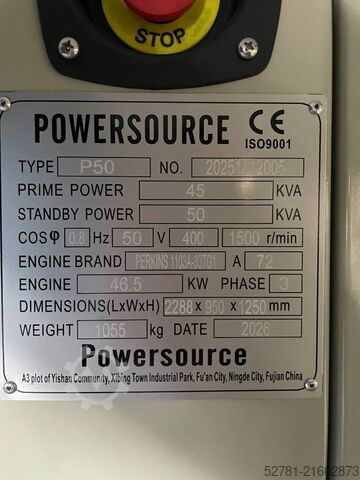 STOP
POWERSOURCE CE
ISO9001
TYPE P50 NO. 20251112005
PRIME POWER 45 KVA
STANDBY POWER 50 KVA
COSφ 0.8 Hz 50 V 400 1500 r/min
ENGINE BRAND PERKINS 1103A-33TG1 A 72
ENGINE 46.5 KW PHASE 3
DIMENSIONS(LxWxH) 2288 x 950 x 1250 mm
WEIGHT 1055 kg DATE 2026
Powersource
A3 plot of Yishan Community, Xibing Town Industrial Park, Fu'an City, Ningde City, Fujian China
52781-21602873